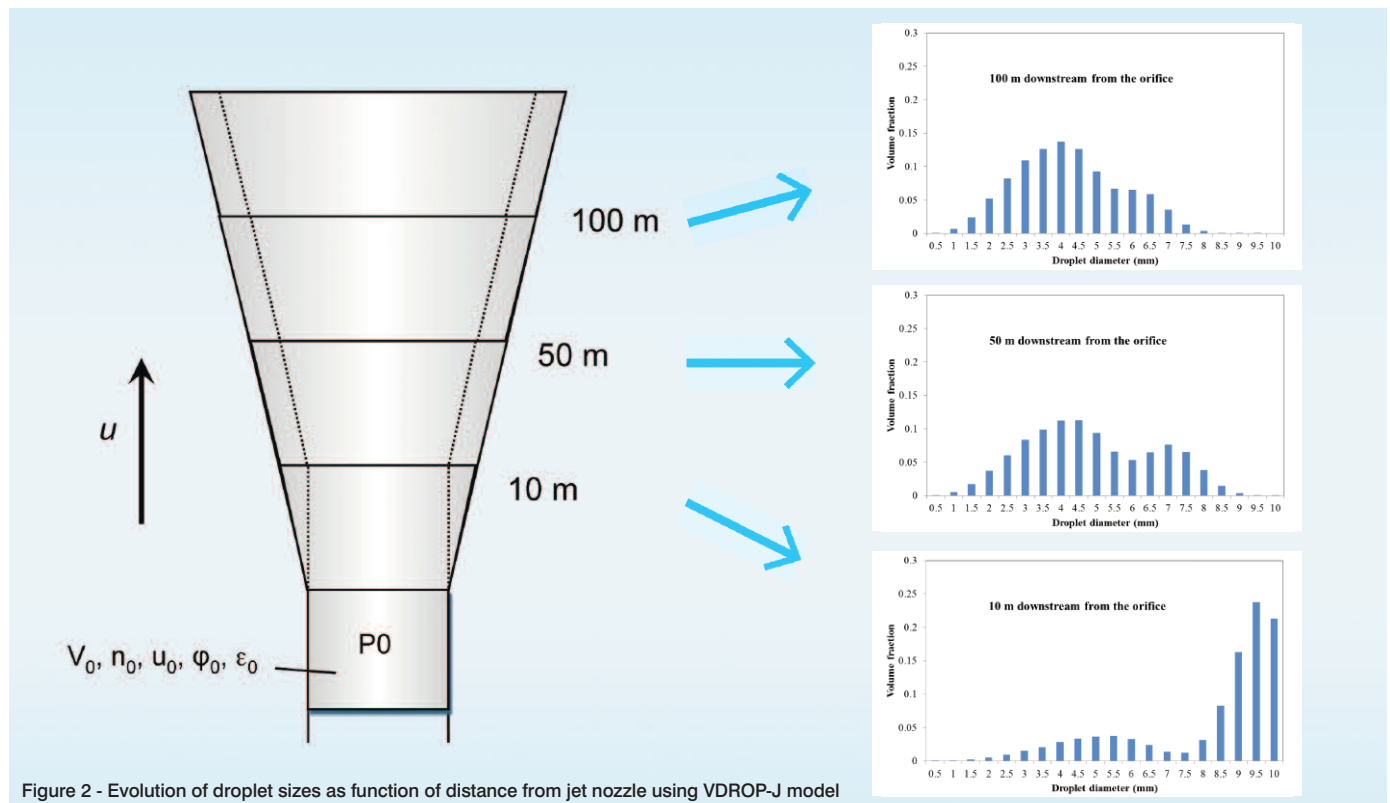 100 m
50 m
10 m
u
P0
V₀, n₀, u₀, φ₀, ε₀
100 m downstream from the orifice
Volume fraction
0.3
0.25
0.2
0.15
0.1
0.05
0
0.5 1 1.5 2 2.5 3 3.5 4 4.5 5 5.5 6 6.5 7 7.5 8 8.5 9 9.5 10
Droplet diameter (mm)
50 m downstream from the orifice
Volume fraction
0.3
0.25
0.2
0.15
0.1
0.05
0
0.5 1 1.5 2 2.5 3 3.5 4 4.5 5 5.5 6 6.5 7 7.5 8 8.5 9 9.5 10
Droplet diameter (mm)
10 m downstream from the orifice
Volume fraction
0.3
0.25
0.2
0.15
0.1
0.05
0
0.5 1 1.5 2 2.5 3 3.5 4 4.5 5 5.5 6 6.5 7 7.5 8 8.5 9 9.5 10
Droplet diameter (mm)
Figure 2 - Evolution of droplet sizes as function of distance from jet nozzle using VDROP-J model